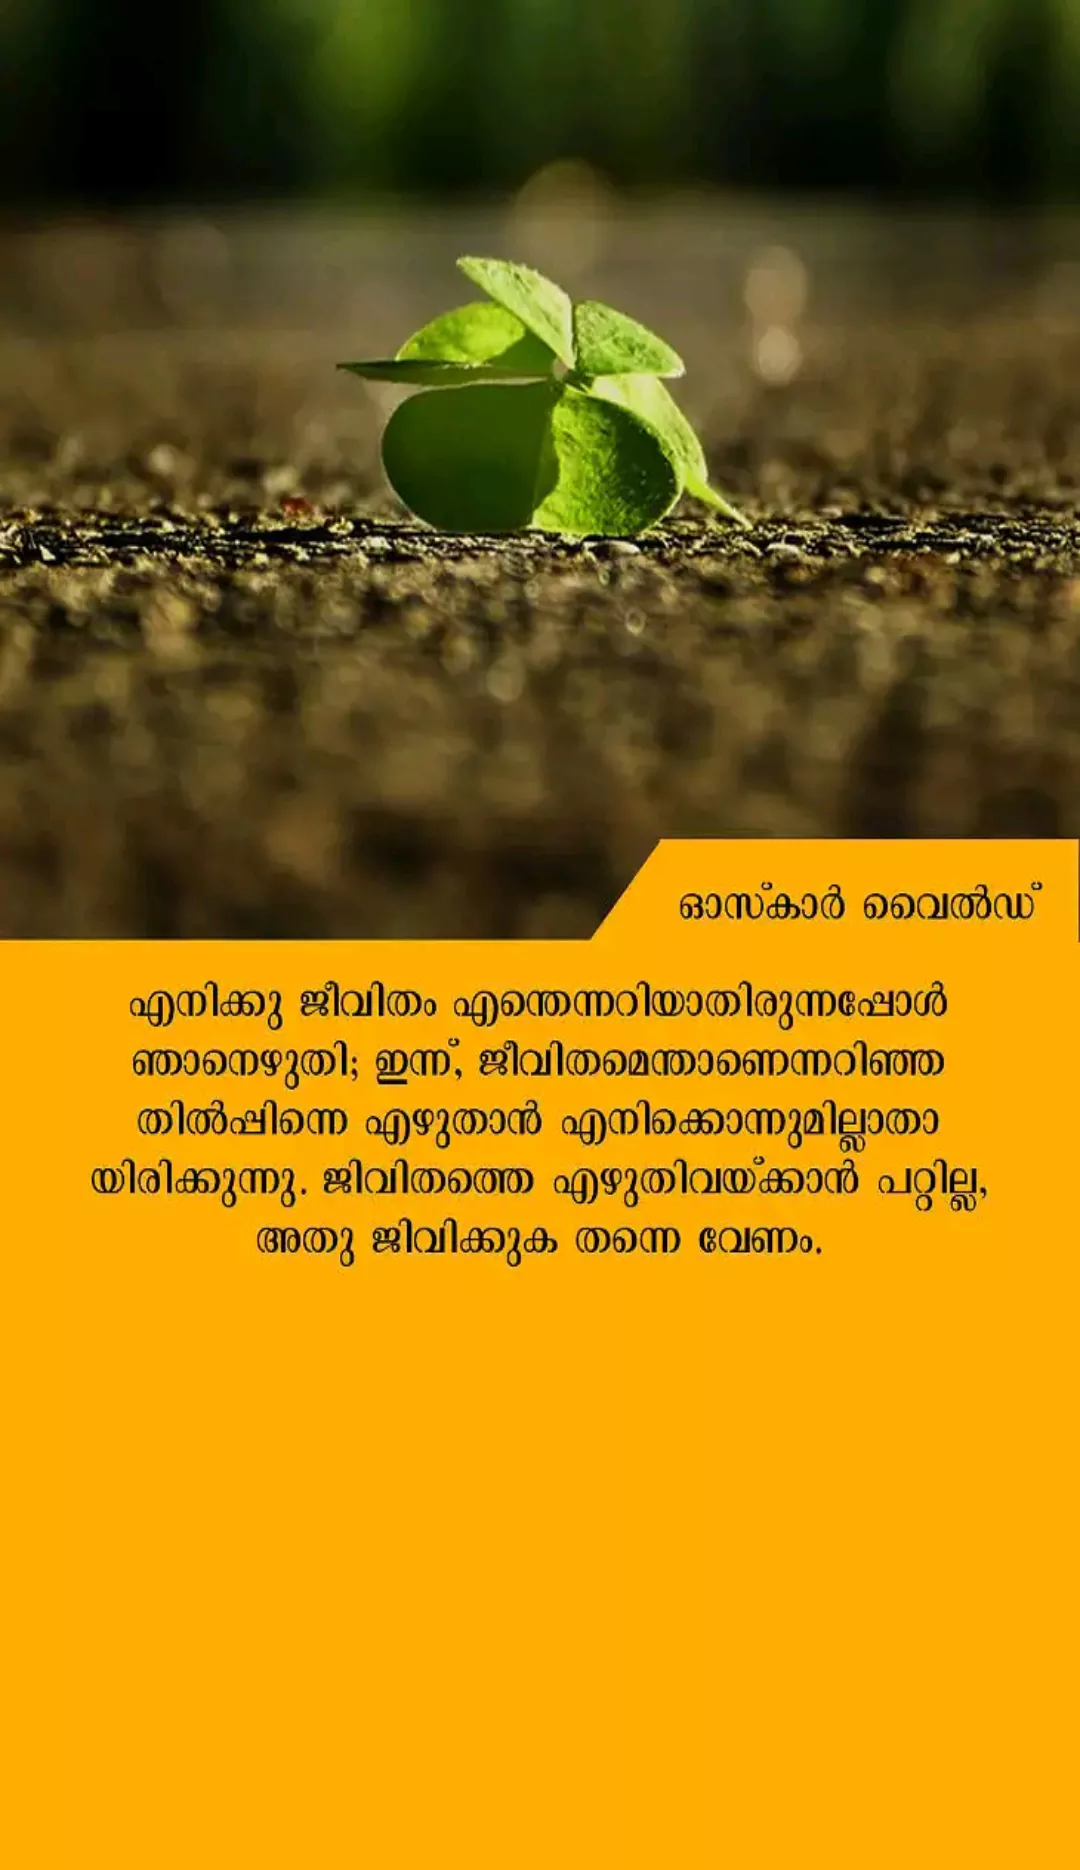 ഓസ്കാർ വൈൽഡ്
എനിക്കു ജീവിതം എന്തെന്നറിയാതിരുന്നപ്പോൾ
ഞാനെഴുതി; ഇന്ന്, ജീവിതമെന്താണെന്നറിഞ്ഞ
തിൽപ്പിന്നെ എഴുതാൻ എനിക്കൊന്നുമില്ലാതാ
യിരിക്കുന്നു. ജിവിതത്തെ എഴുതിവയ്ക്കാൻ പറ്റില്ല,
അതു ജിവിക്കുക തന്നെ വേണം.